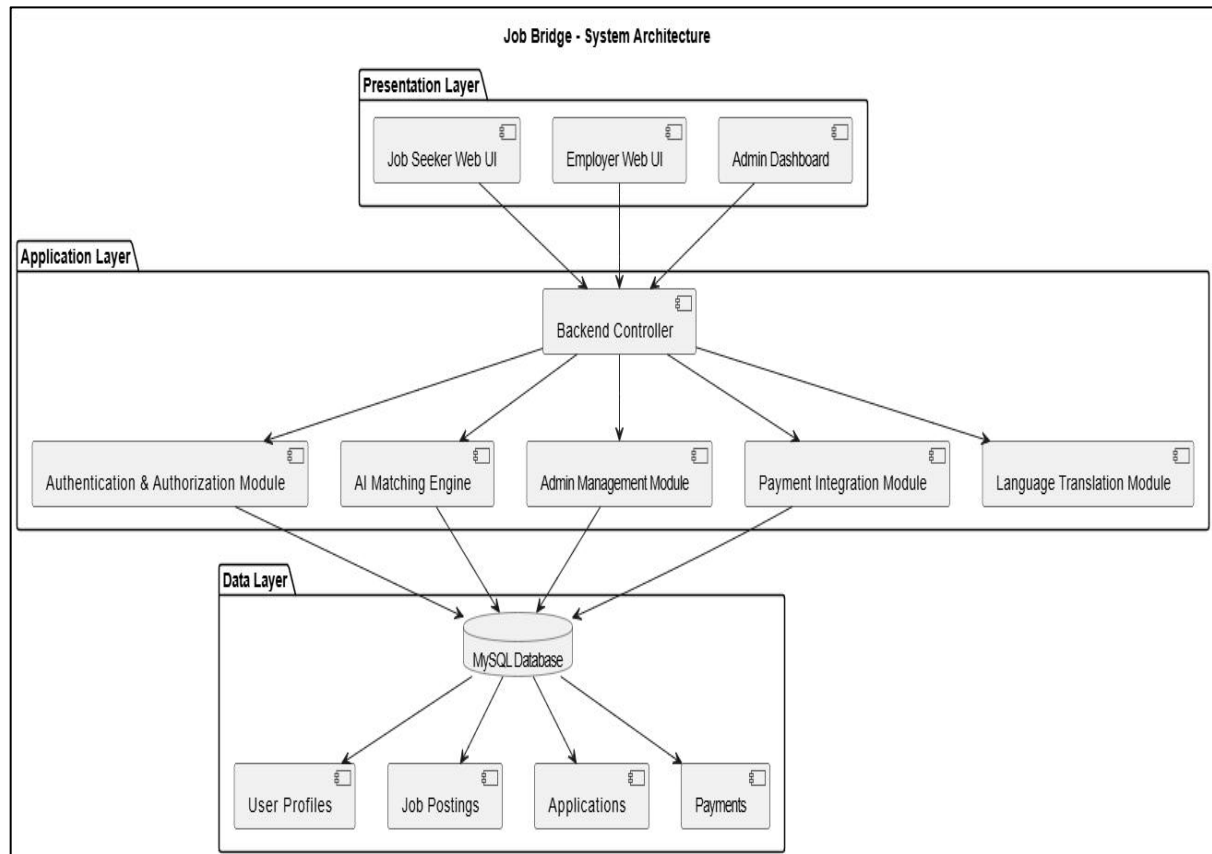 Job Bridge - System Architecture
Presentation Layer
Job Seeker Web UI
Employer Web UI
Admin Dashboard
Application Layer
Backend Controller
Authentication & Authorization Module
AI Matching Engine
Admin Management Module
Payment Integration Module
Language Translation Module
Data Layer
MySQL Database
User Profiles
Job Postings
Applications
Payments